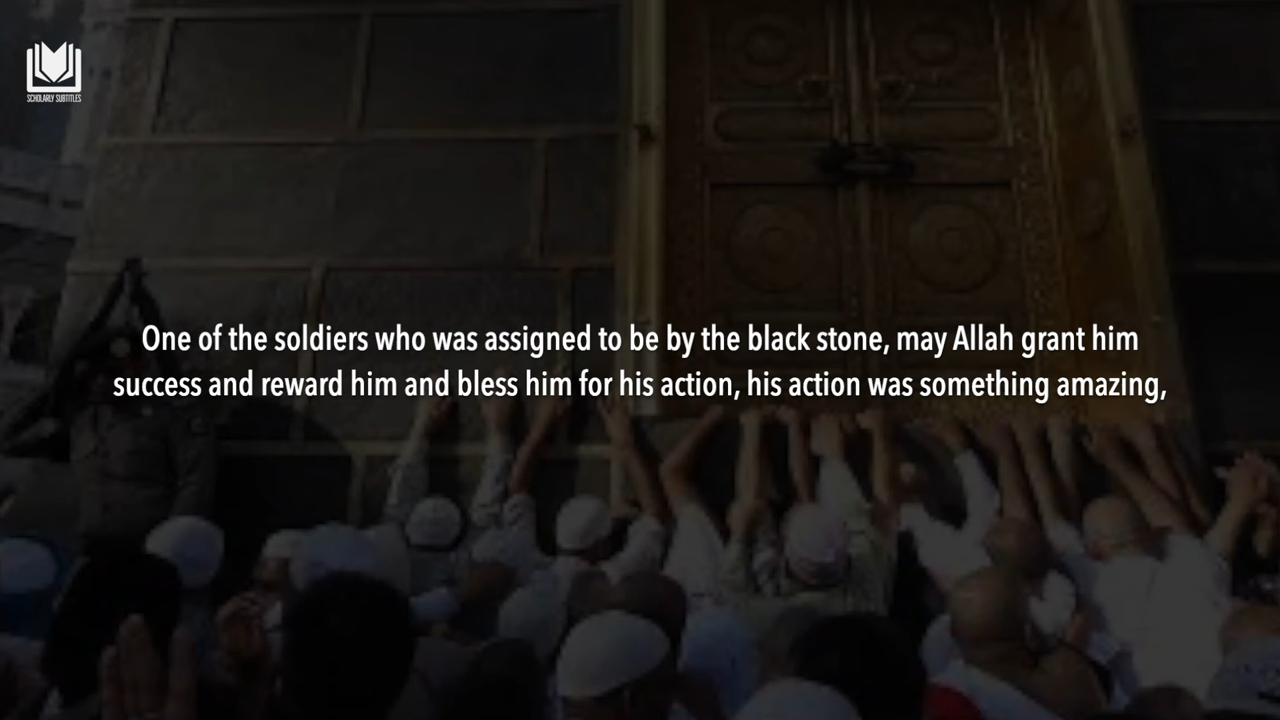 SCHOLARLY SUBTITLES
One of the soldiers who was assigned to be by the black stone, may Allah grant him
success and reward him and bless him for his action, his action was something amazing,